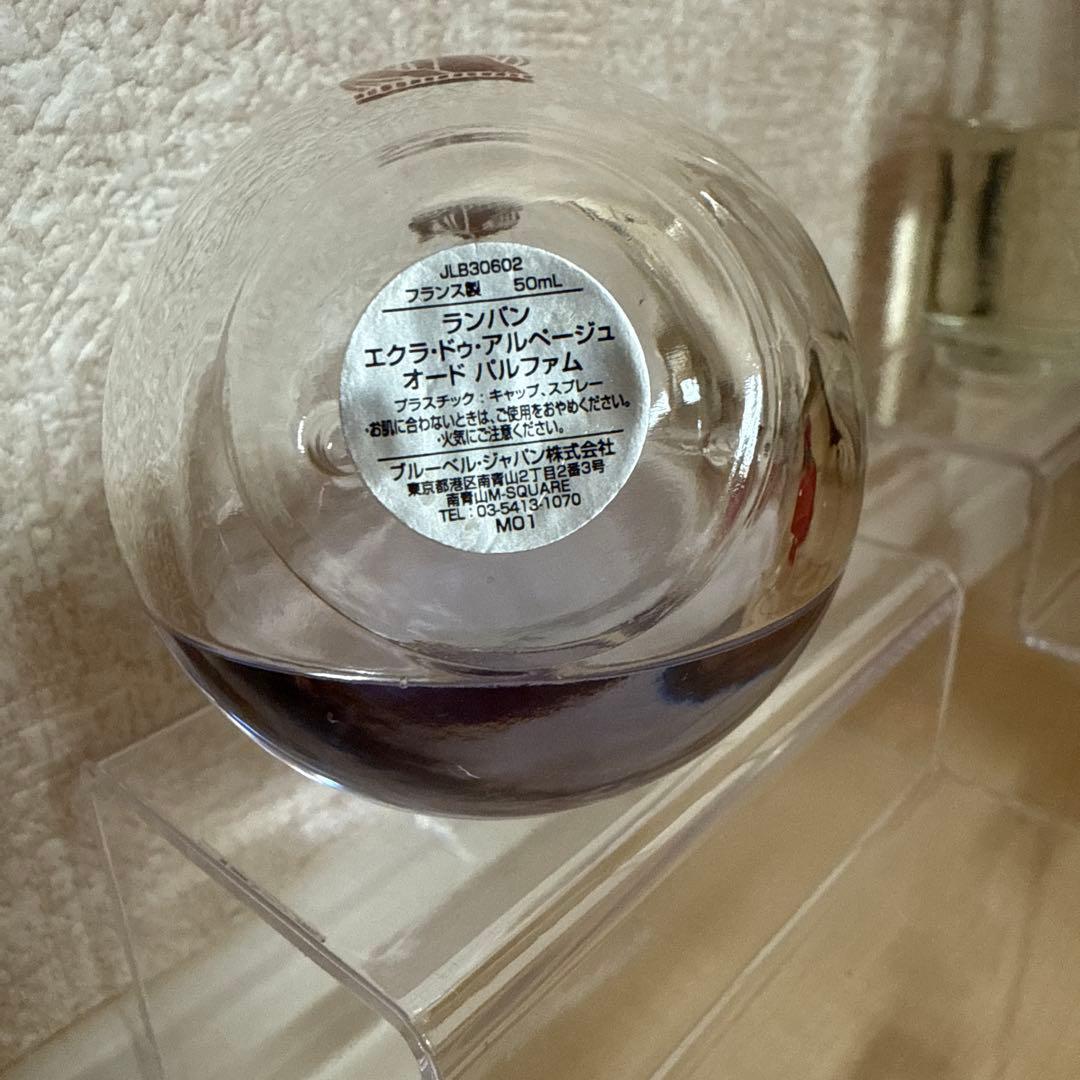 JLB30602
フランス製 50mL
ランバン
エクラ・ドゥ・アルページュ
オード パルファム
プラスチック：キャップ、スプレー
・お肌に合わないときは、ご使用をおやめください。
・火気にご注意ください。
ブルーベル・ジャパン株式会社
東京都港区南青山2丁目2番3号
南青山M-SQUARE
TEL：03-5413-1070
M01